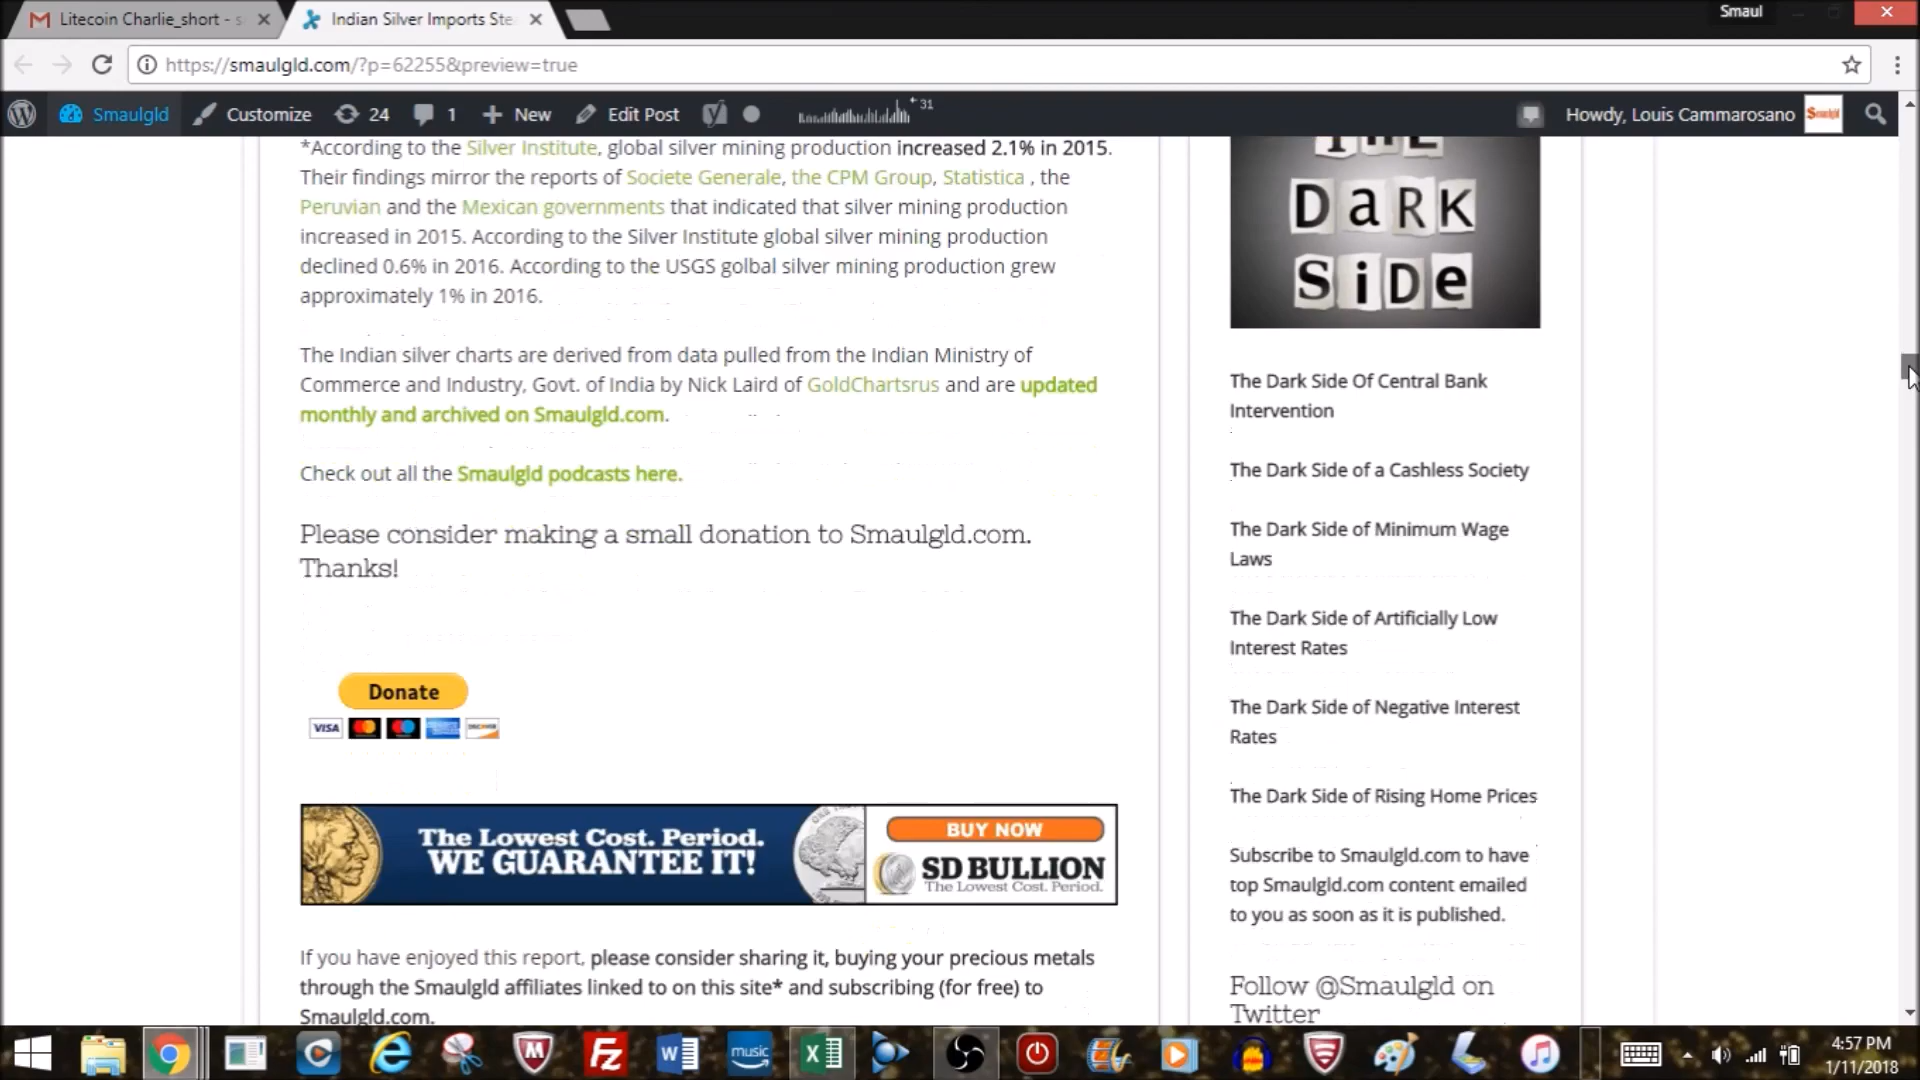 Litecoin Charlie_short - s
Indian Silver Imports Ste
Smaul
https://smaulgld.com/?p=62255&preview=true
Smaulgld
Customize
24
1
New
Edit Post
31
Howdy, Louis Cammarosano
*According to the Silver Institute, global silver mining production increased 2.1% in 2015.
Their findings mirror the reports of Societe Generale, the CPM Group, Statistica , the
Peruvian and the Mexican governments that indicated that silver mining production
increased in 2015. According to the Silver Institute global silver mining production
declined 0.6% in 2016. According to the USGS golbal silver mining production grew
approximately 1% in 2016.
The Indian silver charts are derived from data pulled from the Indian Ministry of
Commerce and Industry, Govt. of India by Nick Laird of GoldChartsrus and are updated
monthly and archived on Smaulgld.com.
Check out all the Smaulgld podcasts here.
Please consider making a small donation to Smaulgld.com.
Thanks!
Donate
VISA
The Lowest Cost. Period.
WE GUARANTEE IT!
BUY NOW
SD BULLION
The Lowest Cost. Period.
If you have enjoyed this report, please consider sharing it, buying your precious metals
through the Smaulgld affiliates linked to on this site* and subscribing (for free) to
Smaulgld.com.
THE
DaRK
SiDe
The Dark Side Of Central Bank
Intervention
The Dark Side of a Cashless Society
The Dark Side of Minimum Wage
Laws
The Dark Side of Artificially Low
Interest Rates
The Dark Side of Negative Interest
Rates
The Dark Side of Rising Home Prices
Subscribe to Smaulgld.com to have
top Smaulgld.com content emailed
to you as soon as it is published.
Follow @Smaulgld on
Twitter
music
4:57 PM
1/11/2018